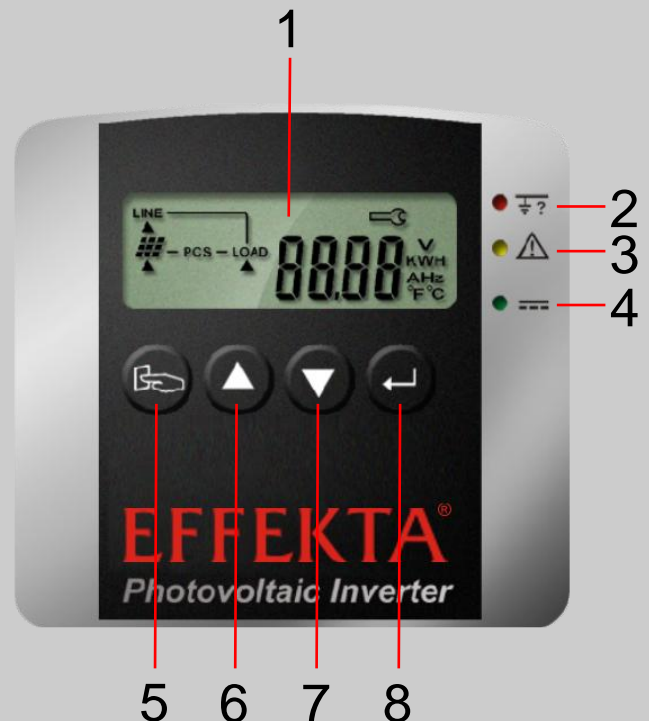 1
LINE
PCS LOAD
88.88
V
KWH
AHz
°F°C
?
2
3
4
EFFEKTA®
Photovoltaic Inverter
5 6 7 8